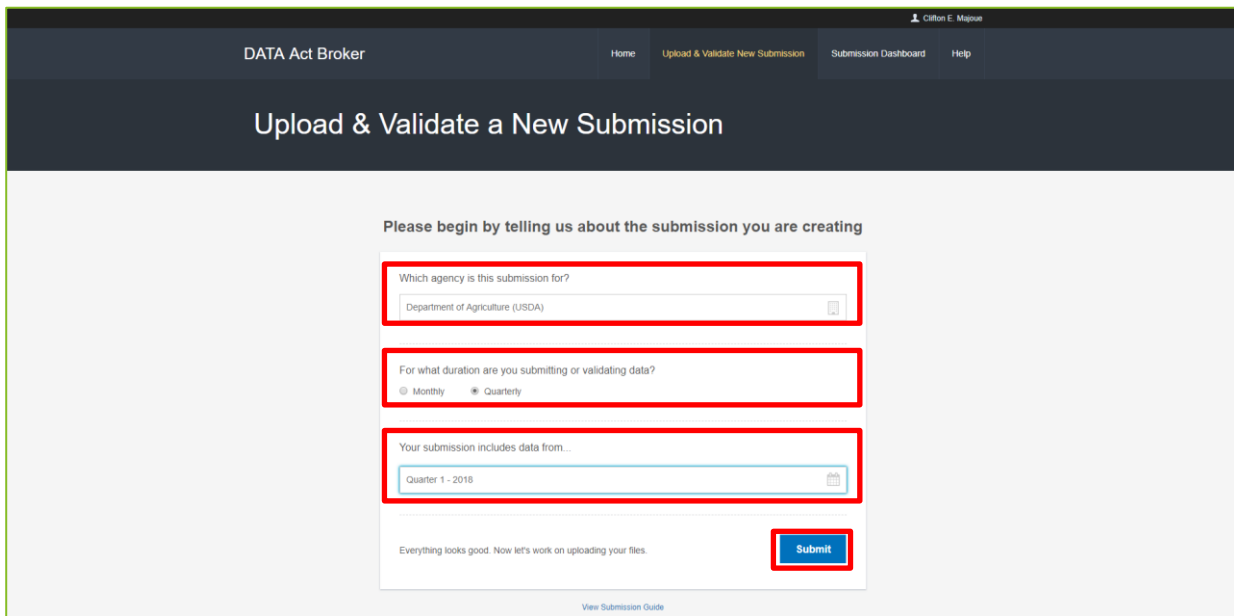 Clifton E. Majoue
DATA Act Broker
Home
Upload & Validate New Submission
Submission Dashboard
Help
Upload & Validate a New Submission
Please begin by telling us about the submission you are creating
Which agency is this submission for?
Department of Agriculture (USDA)
For what duration are you submitting or validating data?
Monthly
Quarterly
Your submission includes data from...
Quarter 1 - 2018
Everything looks good. Now let's work on uploading your files.
Submit
View Submission Guide